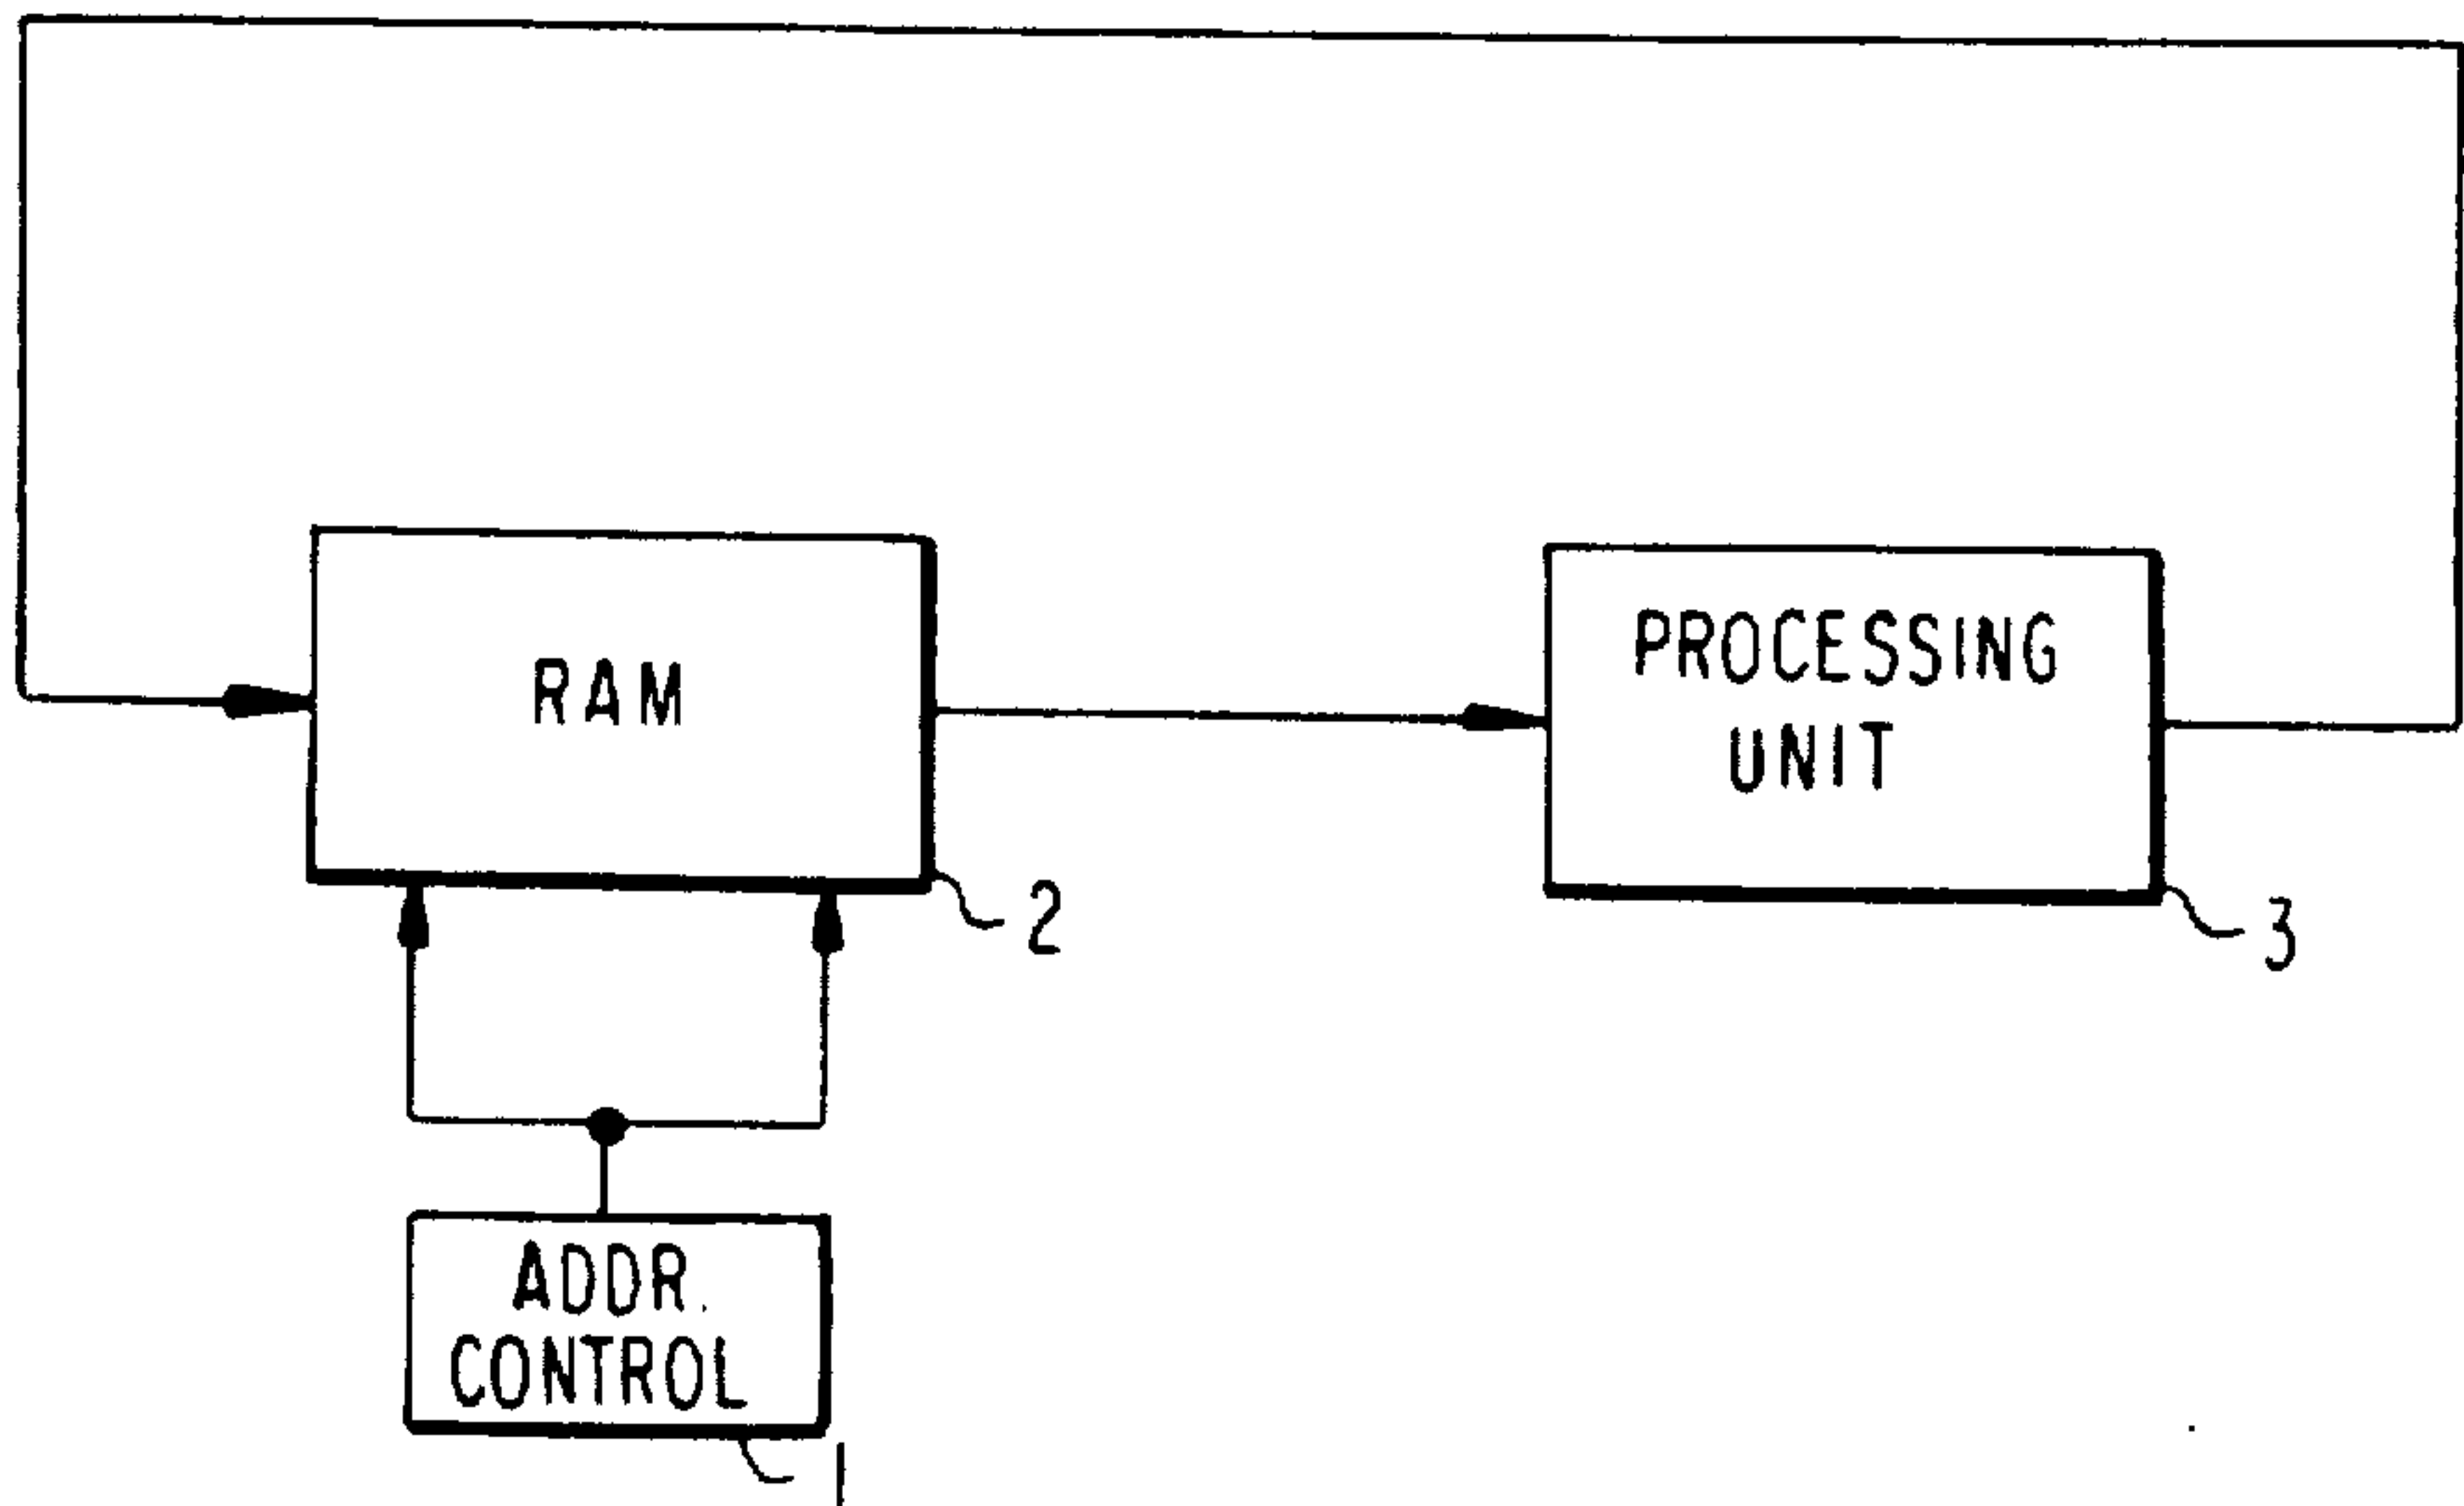 RAM
PROCESSING
UNIT
2
3
ADDR.
CONTROL
1